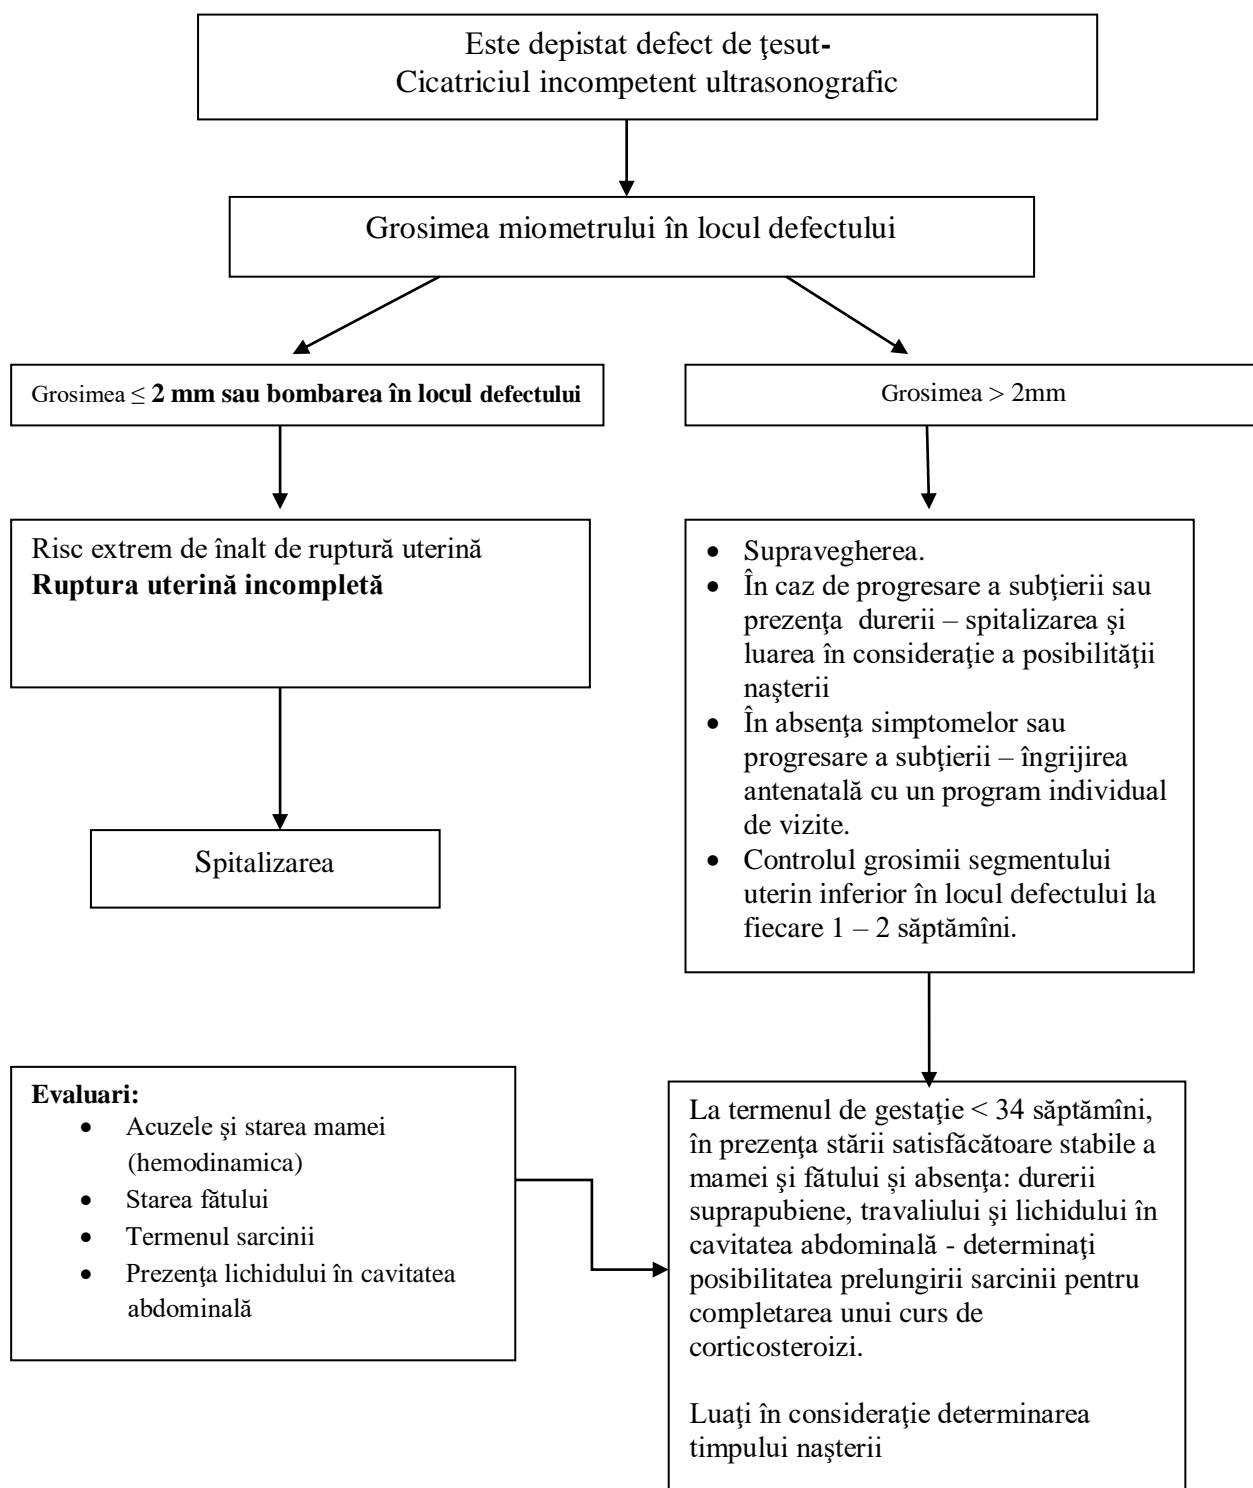 Este depistat defect de ţesut-
Cicatriciul incompetent ultrasonografic
Grosimea miometrului în locul defectului
Grosimea ≤ 2 mm sau bombarea în locul defectului
Grosimea > 2mm
Risc extrem de înalt de ruptură uterină
Ruptura uterină incompletă
• Supravegherea.
• În caz de progresare a subţierii sau
prezenţa durerii – spitalizarea şi
luarea în consideraţie a posibilităţii
naşterii
• În absenţa simptomelor sau
progresare a subţierii – îngrijirea
antenatală cu un program individual
de vizite.
• Controlul grosimii segmentului
uterin inferior în locul defectului la
fiecare 1 – 2 săptămîni.
Spitalizarea
Evaluari:
• Acuzele şi starea mamei
(hemodinamica)
• Starea fătului
• Termenul sarcinii
• Prezenţa lichidului în cavitatea
abdominală
La termenul de gestaţie < 34 săptămîni,
în prezenţa stării satisfăcătoare stabile a
mamei şi fătului și absenţa: durerii
suprapubiene, travaliului şi lichidului în
cavitatea abdominală - determinaţi
posibilitatea prelungirii sarcinii pentru
completarea unui curs de
corticosteroizi.
Luaţi în consideraţie determinarea
timpului naşterii